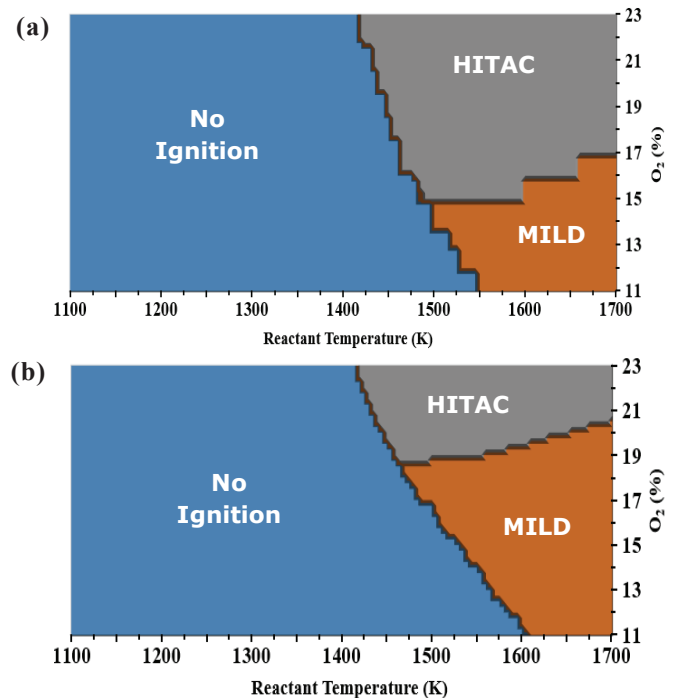 (a)
HITAC
No
Ignition
MILD
23
21
19
17
15
13
11
O₂ (%)
1100 1200 1300 1400 1500 1600 1700
Reactant Temperature (K)
(b)
HITAC
No
Ignition
MILD
23
21
19
17
15
13
11
O₂ (%)
1100 1200 1300 1400 1500 1600 1700
Reactant Temperature (K)